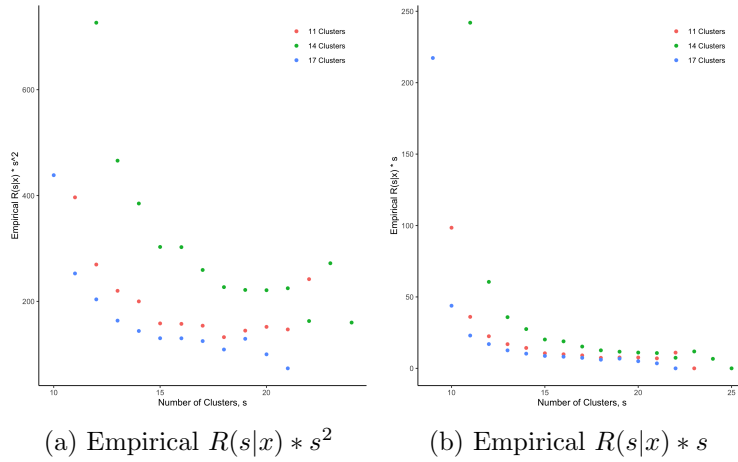 11 Clusters
14 Clusters
17 Clusters
600
400
200
Empirical R(s|x) * s^2
10
15
20
Number of Clusters, s
(a) Empirical R(s|x) ∗ s²
11 Clusters
14 Clusters
17 Clusters
250
200
150
100
50
0
Empirical R(s|x) * s
10
15
20
25
Number of Clusters, s
(b) Empirical R(s|x) ∗ s